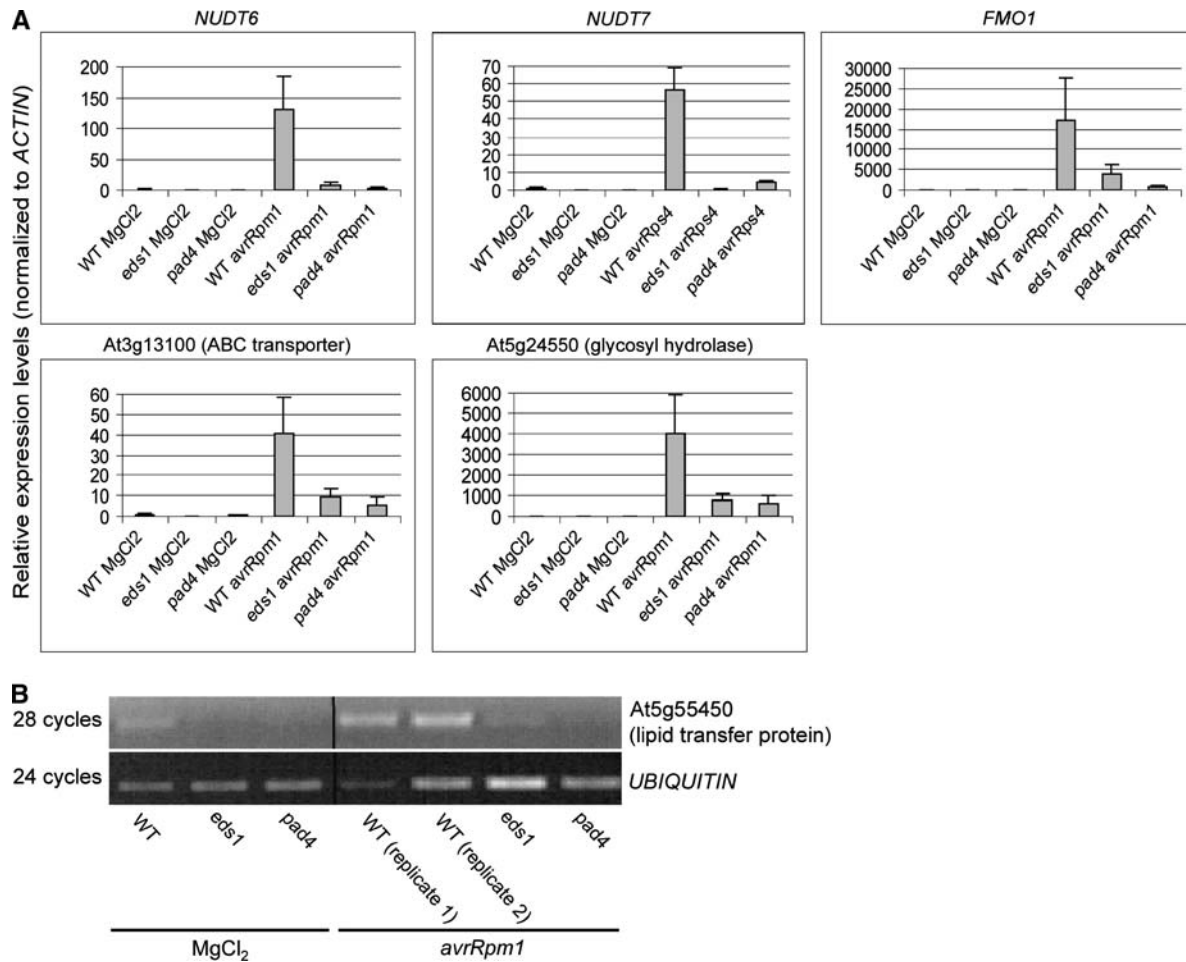 A
NUDT6
NUDT7
FMO1
Relative expression levels (normalized to ACTIN)
200
150
100
50
0
WT MgCl2
eds1 MgCl2
pad4 MgCl2
WT avrRpm1
eds1 avrRpm1
pad4 avrRpm1
70
60
50
40
30
20
10
0
WT MgCl2
eds1 MgCl2
pad4 MgCl2
WT avrRps4
eds1 avrRps4
pad4 avrRps4
30000
25000
20000
15000
10000
5000
0
WT MgCl2
eds1 MgCl2
pad4 MgCl2
WT avrRpm1
eds1 avrRpm1
pad4 avrRpm1
At3g13100 (ABC transporter)
At5g24550 (glycosyl hydrolase)
60
50
40
30
20
10
0
WT MgCl2
eds1 MgCl2
pad4 MgCl2
WT avrRpm1
eds1 avrRpm1
pad4 avrRpm1
6000
5000
4000
3000
2000
1000
0
WT MgCl2
eds1 MgCl2
pad4 MgCl2
WT avrRpm1
eds1 avrRpm1
pad4 avrRpm1
B
28 cycles
At5g55450
(lipid transfer protein)
24 cycles
UBIQUITIN
WT
eds1
pad4
WT (replicate 1)
WT (replicate 2)
eds1
pad4
MgCl₂
avrRpm1